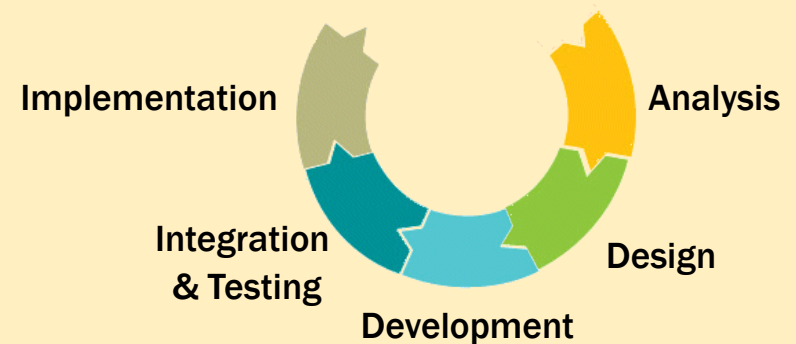 Implementation
Analysis
Integration
& Testing
Design
Development